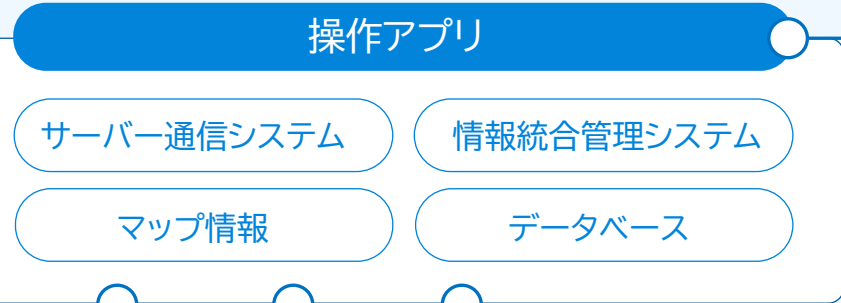 操作アプリ
サーバー通信システム
情報統合管理システム
マップ情報
データベース